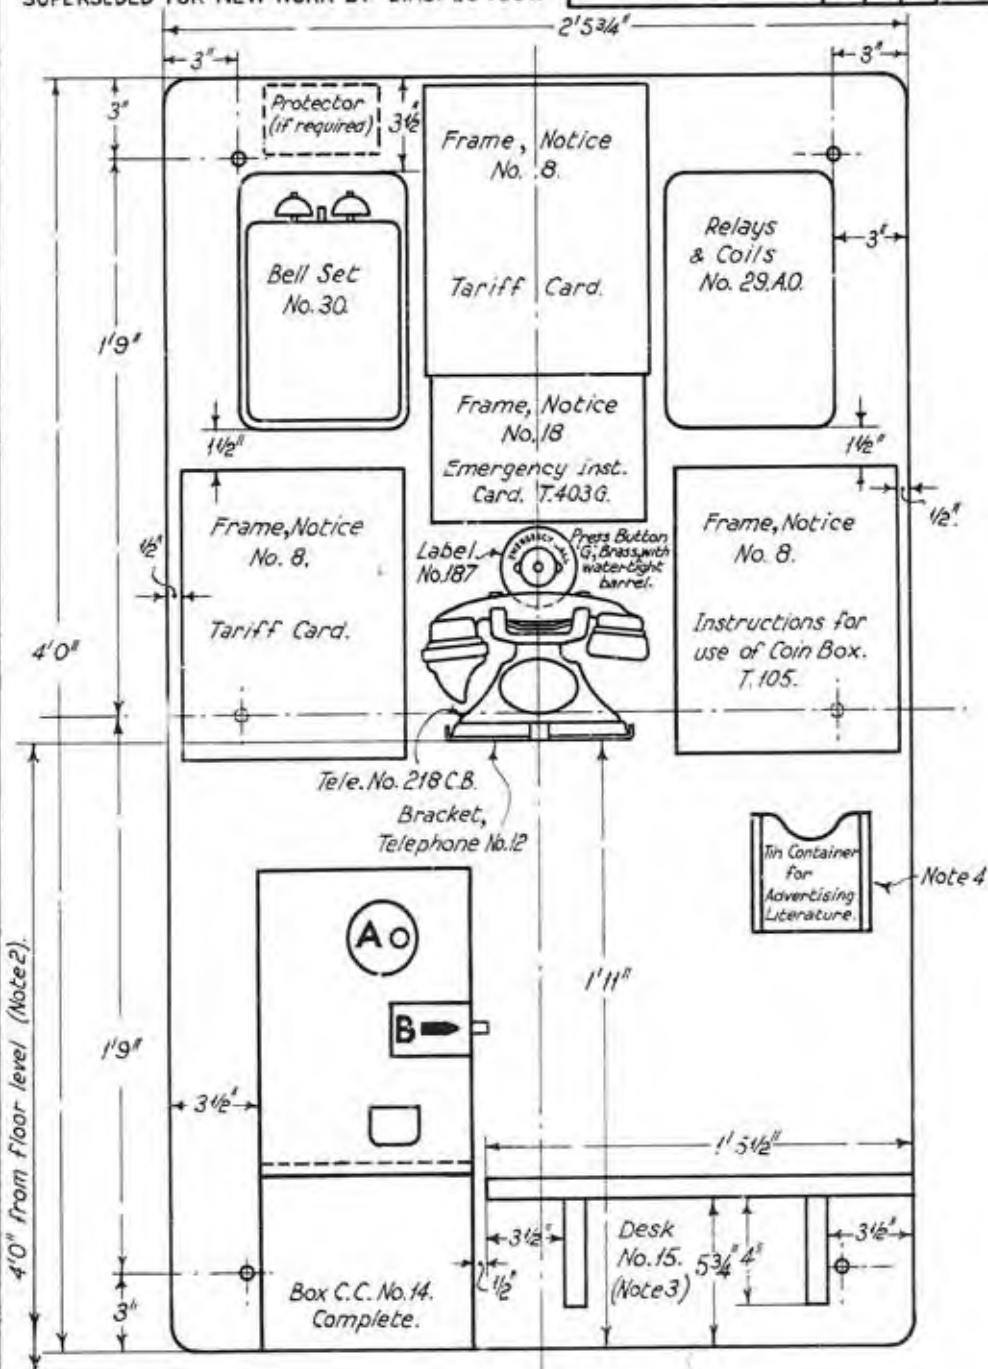 SUPERSEDED FOR NEW WORK BY
2'5¾"
3"
3"
3"
Protector
(if required)
3½"
Frame, Notice
No. 8.
Tariff Card.
Relays
& Coils
No. 29.A.O.
3"
Bell Set
No. 30.
1'9"
1½"
Frame, Notice
No. 18
Emergency inst.
Card. T.403G.
1½"
½"
½"
Frame, Notice
No. 8.
Tariff Card.
Label
No. 187
EMERGENCY CALL
Press Button
'G', Brass, with
watertight
barrel.
Frame, Notice
No. 8.
Instructions for
use of Coin Box.
T. 105.
4'0"
Tele. No. 218 C.B.
Bracket,
Telephone No. 12
Tin Container
for
Advertising
Literature.
Note 4
A
B
1'11"
4'0" from floor level (Note 2).
1'9"
3½"
1' 5½"
3½"
Desk
No. 15.
(Note 3)
5¾"
4"
3½"
½"
3"
Box C.C. No. 14.
Complete.